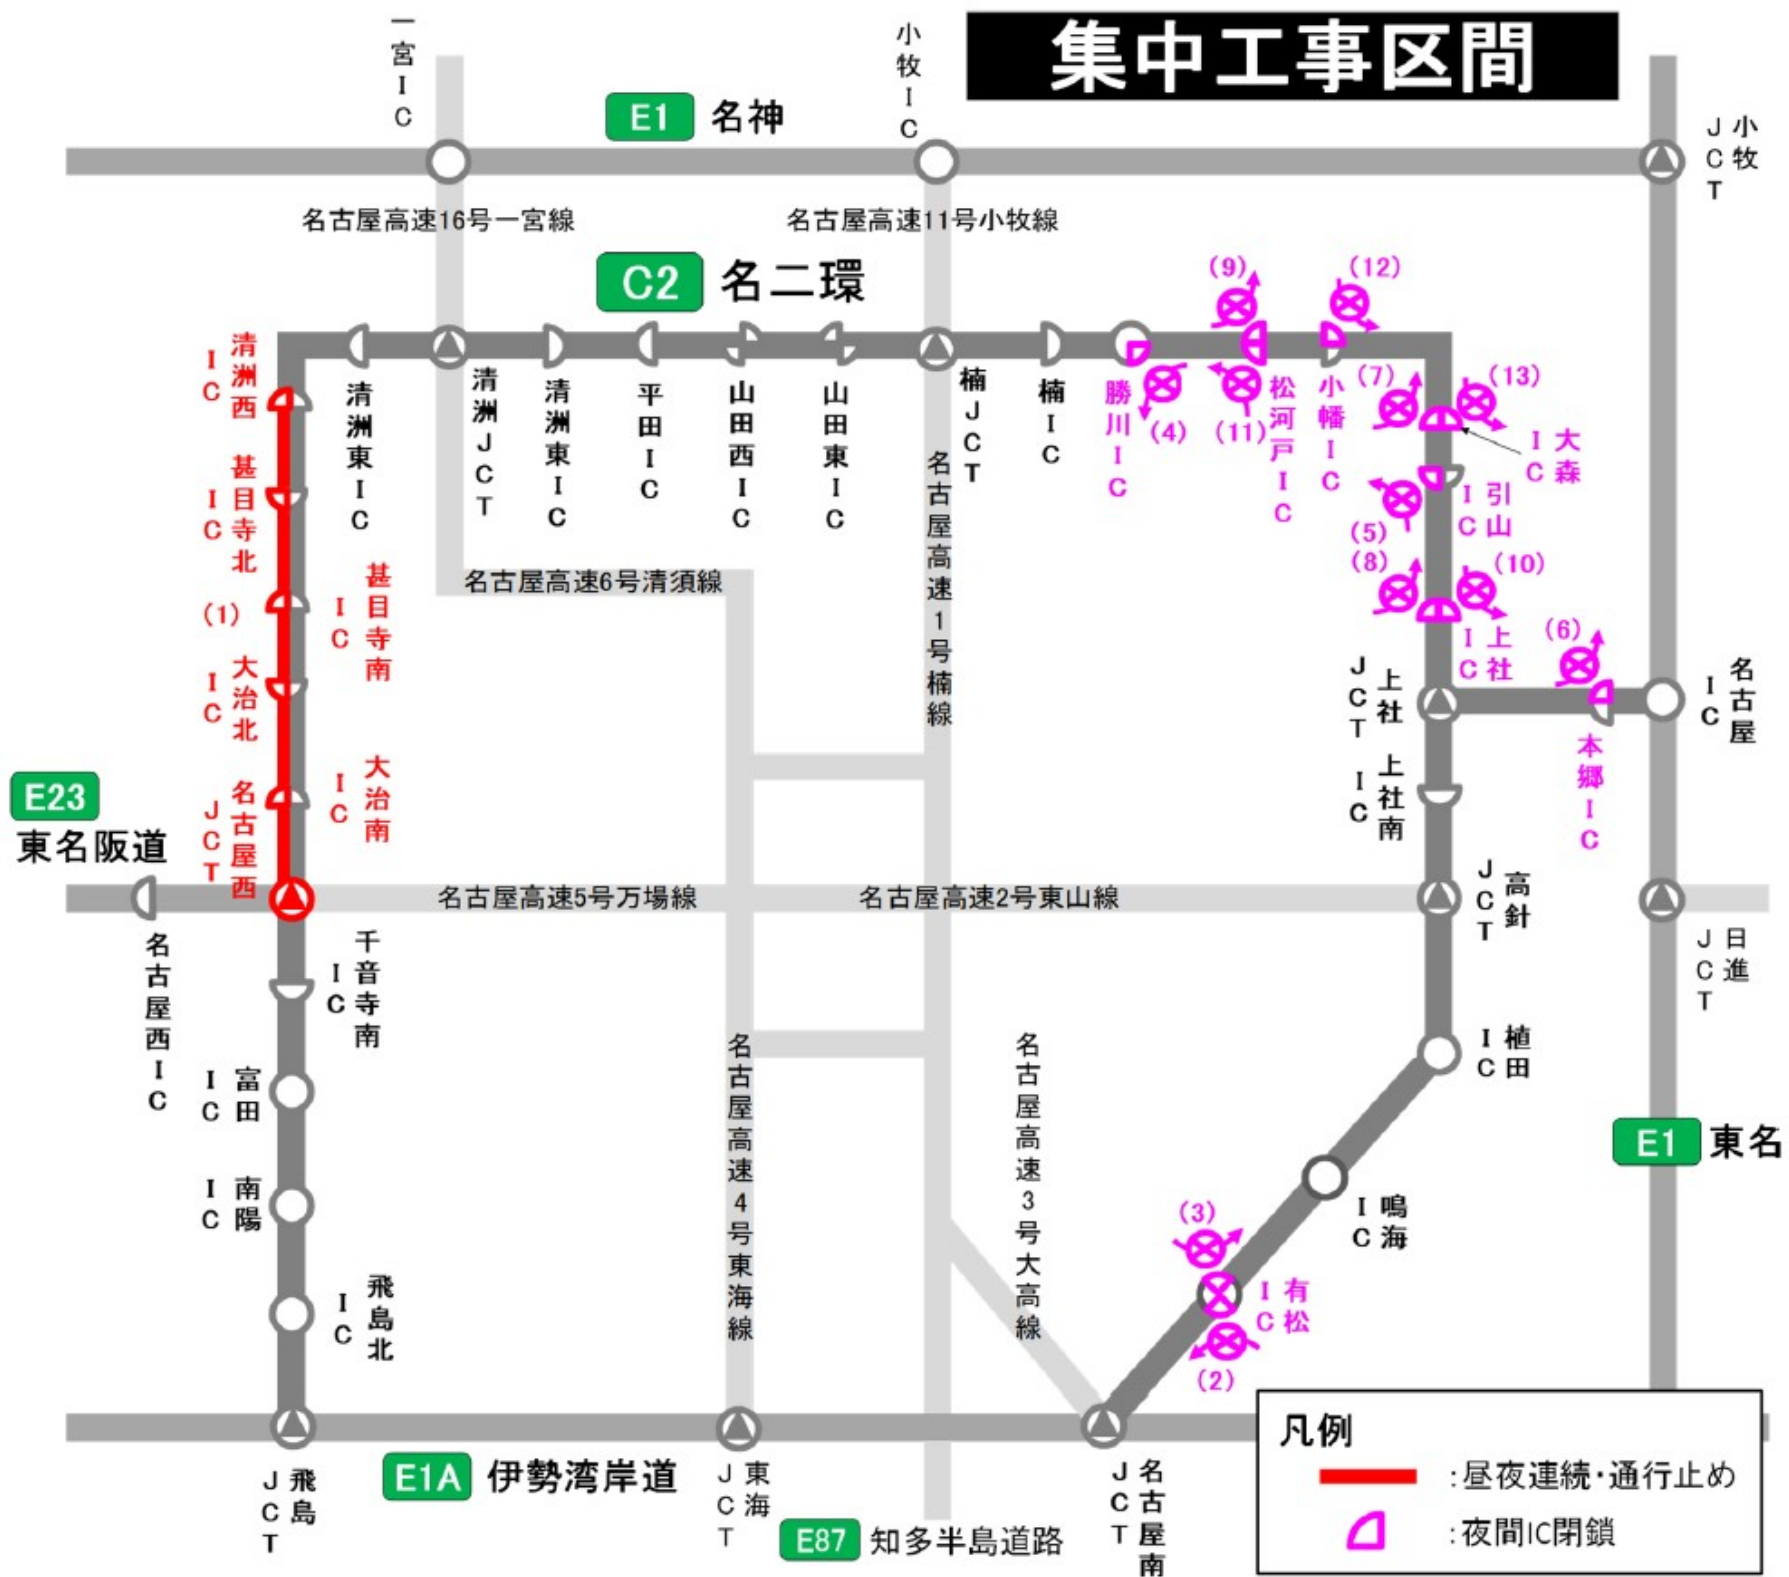 集中工事区間
一宮IC
小牧IC
E1 名神
小牧JCT
名古屋高速16号一宮線
名古屋高速11号小牧線
C2 名二環
(9)
(12)
清洲西IC
清洲東IC
清洲JCT
清洲東IC
平田IC
山田西IC
山田東IC
楠JCT
楠IC
勝川IC
(4)
(11)
松河戸IC
小幡IC
(7)
(13)
大森IC
甚目寺北IC
引山IC
(5)
(8)
(10)
名古屋高速6号清須線
名古屋高速1号楠線
(1)
甚目寺南IC
上社IC
(6)
大治北IC
上社JCT
名古屋IC
本郷IC
上社南IC
E23
東名阪道
名古屋西JCT
大治南IC
名古屋高速5号万場線
名古屋高速2号東山線
高針JCT
日進JCT
名古屋西IC
千音寺南IC
富田IC
植田IC
名古屋高速4号東海線
名古屋高速3号大高線
E1 東名
南陽IC
鳴海IC
(3)
飛島北IC
有松IC
(2)
飛島JCT
E1A 伊勢湾岸道
東海JCT
E87 知多半島道路
名古屋南JCT
凡例
:昼夜連続・通行止め
:夜間IC閉鎖